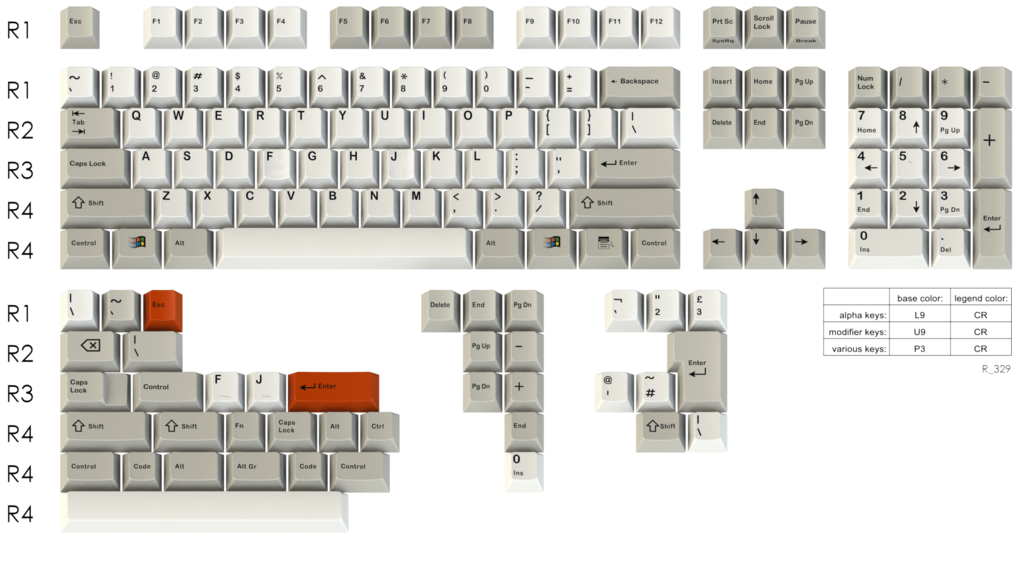 R1 Esc F1 F2 F3 F4 F5 F6 F7 F8 F9 F10 F11 F12 Prt Sc SysRq Scroll Lock Pause Break
R1 ~ ` ! 1 @ 2 # 3 $ 4 % 5 ^ 6 & 7 * 8 ( 9 ) 0 – - + = ← Backspace Insert Home Pg Up Num Lock / * –
R2 Tab Q W E R T Y U I O P { [ } ] | \ Delete End Pg Dn 7 Home 8 ↑ 9 Pg Up +
R3 Caps Lock A S D F G H J K L : ; " ' Enter 4 ← 5 6 →
R4 Shift Z X C V B N M < , > . ? / Shift ↑ 1 End 2 ↓ 3 Pg Dn Enter
R4 Control Alt Alt Control ← ↓ → 0 Ins . Del
R1 | \ ~ ` Esc Delete End Pg Dn ¬ ` " 2 £ 3
R2 | \ Pg Up – Enter
R3 Caps Lock Control F J Enter Pg Dn + @ ' ~ #
R4 Shift Shift Fn Caps Lock Alt Ctrl End Shift | \
R4 Control Code Alt Alt Gr Code Control 0 Ins
R4
base color: legend color:
alpha keys: L9 CR
modifier keys: U9 CR
various keys: P3 CR
R_329